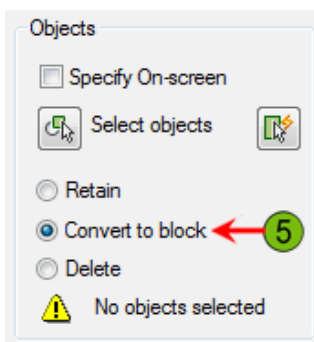 Objects
Specify On-screen
Select objects
Retain
Convert to block 5
Delete
No objects selected